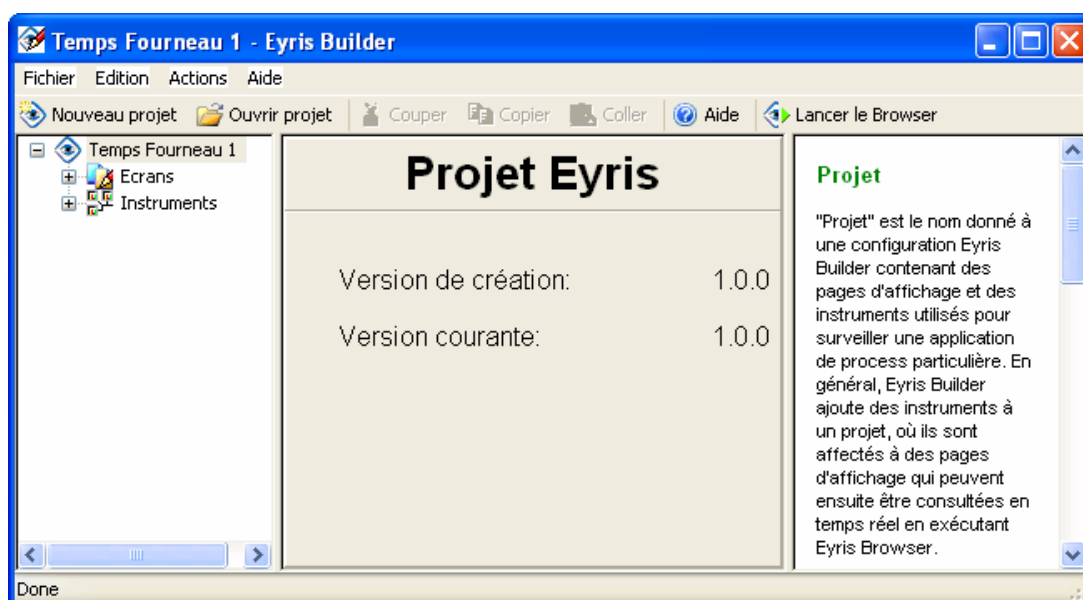 Temps Fourneau 1 - Eyris Builder
Fichier Edition Actions Aide
Nouveau projet Ouvrir projet Couper Copier Coller Aide Lancer le Browser
Temps Fourneau 1
Ecrans
Instruments
Projet Eyris
Version de création: 1.0.0
Version courante: 1.0.0
Projet
"Projet" est le nom donné à
une configuration Eyris
Builder contenant des
pages d'affichage et des
instruments utilisés pour
surveiller une application
de process particulière. En
général, Eyris Builder
ajoute des instruments à
un projet, où ils sont
affectés à des pages
d'affichage qui peuvent
ensuite être consultées en
temps réel en exécutant
Eyris Browser.
Done